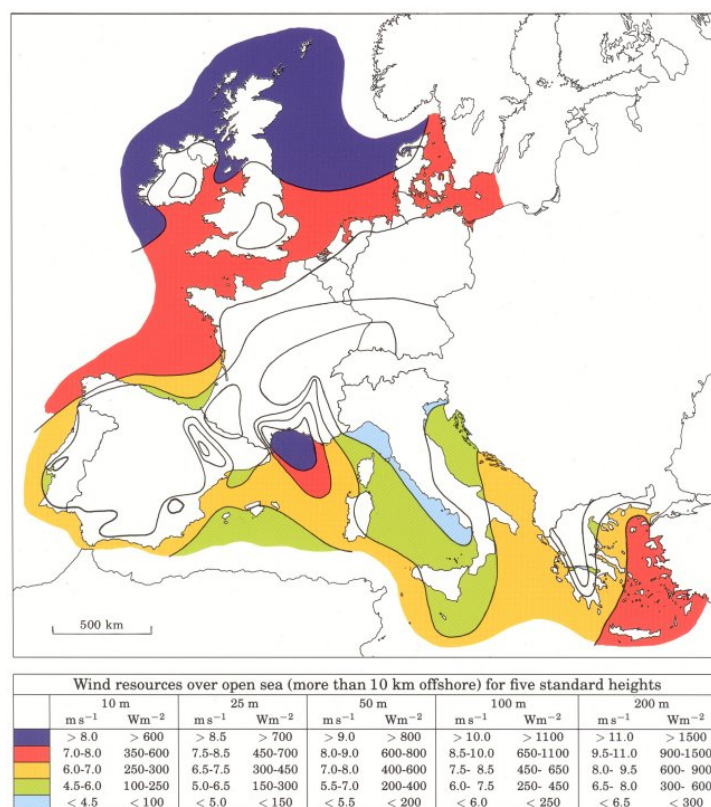 500 km
Wind resources over open sea (more than 10 km offshore) for five standard heights
10 m 25 m 50 m 100 m 200 m
m s⁻¹ Wm⁻² m s⁻¹ Wm⁻² m s⁻¹ Wm⁻² m s⁻¹ Wm⁻² m s⁻¹ Wm⁻²
> 8.0 > 600 > 8.5 > 700 > 9.0 > 800 > 10.0 > 1100 > 11.0 > 1500
7.0-8.0 350-600 7.5-8.5 450-700 8.0-9.0 600-800 8.5-10.0 650-1100 9.5-11.0 900-1500
6.0-7.0 250-300 6.5-7.5 300-450 7.0-8.0 400-600 7.5- 8.5 450- 650 8.0- 9.5 600- 900
4.5-6.0 100-250 5.0-6.5 150-300 5.5-7.0 200-400 6.0- 7.5 250- 450 6.5- 8.0 300- 600
< 4.5 < 100 < 5.0 < 150 < 5.5 < 200 < 6.0 < 250 < 6.5 < 300